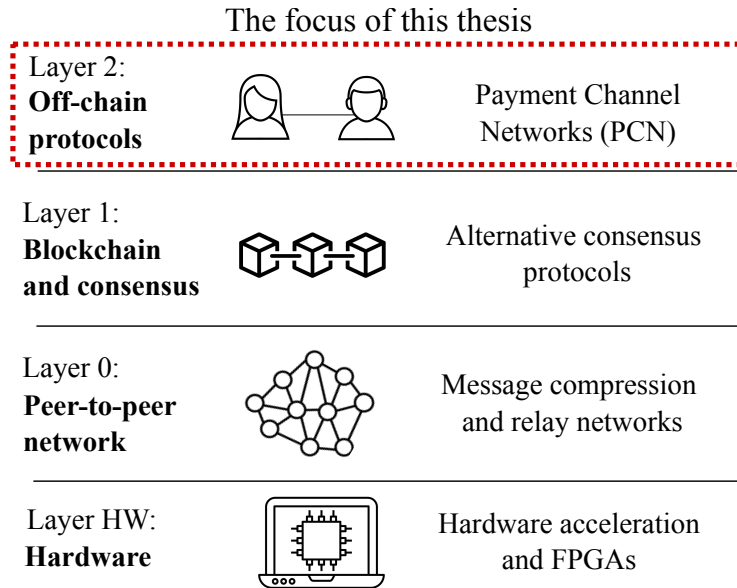 The focus of this thesis
Layer 2:
Off-chain
protocols
Payment Channel
Networks (PCN)
Layer 1:
Blockchain
and consensus
Alternative consensus
protocols
Layer 0:
Peer-to-peer
network
Message compression
and relay networks
Layer HW:
Hardware
Hardware acceleration
and FPGAs